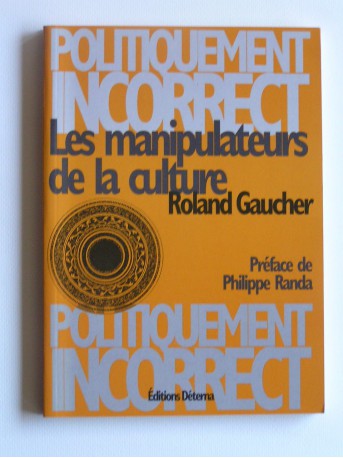 POLITIQUEMENT
INCORRECT
Les manipulateurs
de la culture
Roland Gaucher
Préface de
Philippe Randa
POLITIQUEMENT
INCORRECT
Éditions Déterna